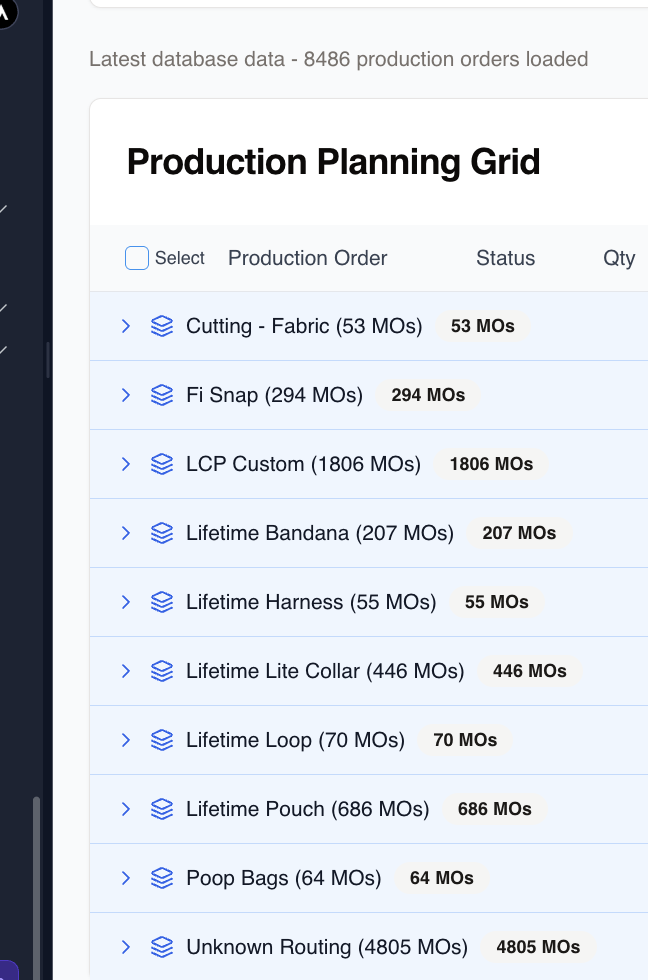 Latest database data - 8486 production orders loaded
Production Planning Grid
Select Production Order Status Qty
Cutting - Fabric (53 MOs) 53 MOs
Fi Snap (294 MOs) 294 MOs
LCP Custom (1806 MOs) 1806 MOs
Lifetime Bandana (207 MOs) 207 MOs
Lifetime Harness (55 MOs) 55 MOs
Lifetime Lite Collar (446 MOs) 446 MOs
Lifetime Loop (70 MOs) 70 MOs
Lifetime Pouch (686 MOs) 686 MOs
Poop Bags (64 MOs) 64 MOs
Unknown Routing (4805 MOs) 4805 MOs